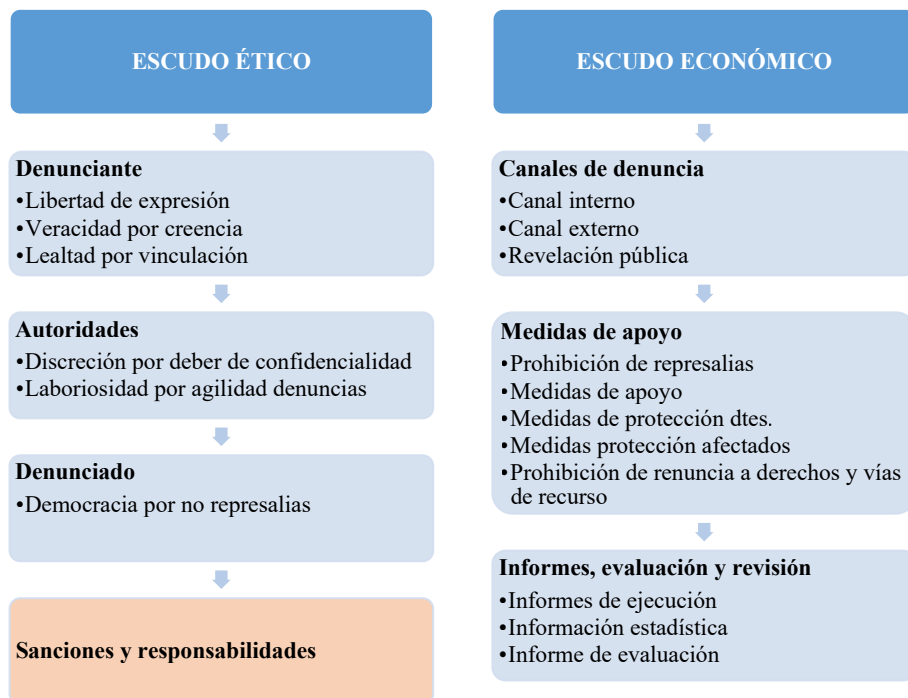 ESCUDO ÉTICO
Denunciante
•Libertad de expresión
•Veracidad por creencia
•Lealtad por vinculación
Autoridades
•Discreción por deber de confidencialidad
•Laboriosidad por agilidad denuncias
Denunciado
•Democracia por no represalias
Sanciones y responsabilidades
ESCUDO ECONÓMICO
Canales de denuncia
•Canal interno
•Canal externo
•Revelación pública
Medidas de apoyo
•Prohibición de represalias
•Medidas de apoyo
•Medidas de protección dtes.
•Medidas protección afectados
•Prohibición de renuncia a derechos y vías
de recurso
Informes, evaluación y revisión
•Informes de ejecución
•Información estadística
•Informe de evaluación